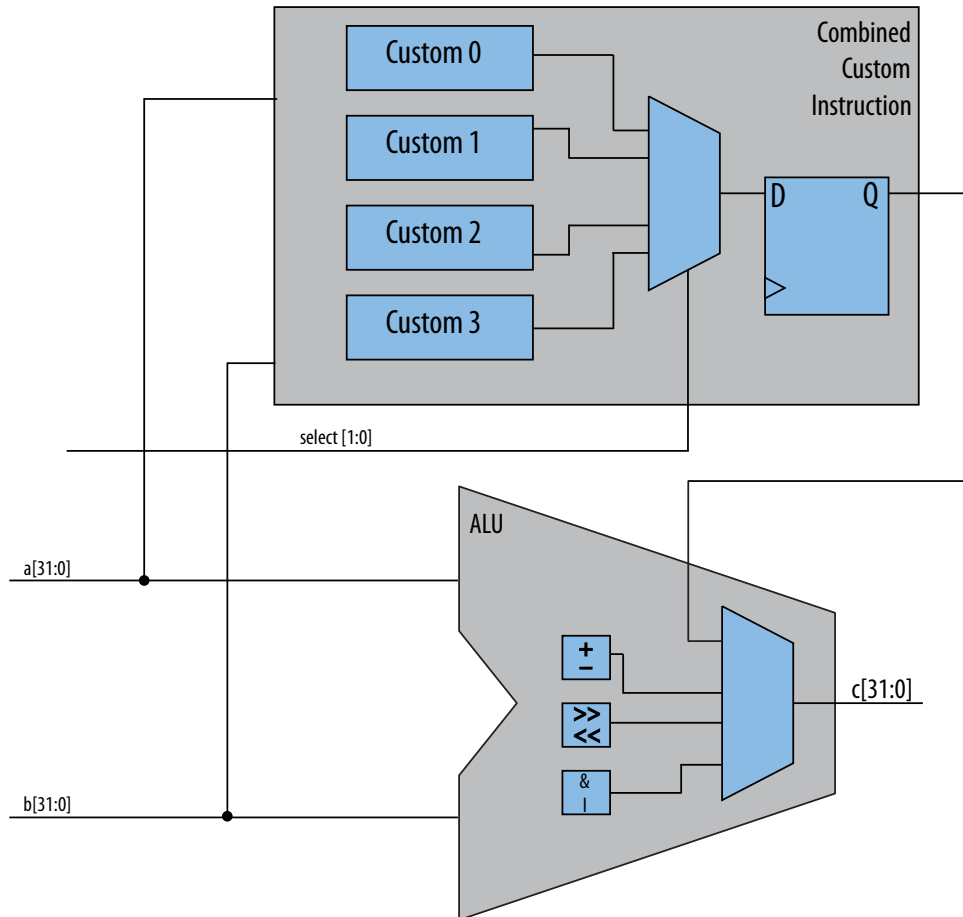 Custom 0
Combined
Custom
Instruction
Custom 1
Custom 2
Custom 3
D
Q
select [1:0]
ALU
a[31:0]
+
−
>>
<<
&
|
c[31:0]
b[31:0]